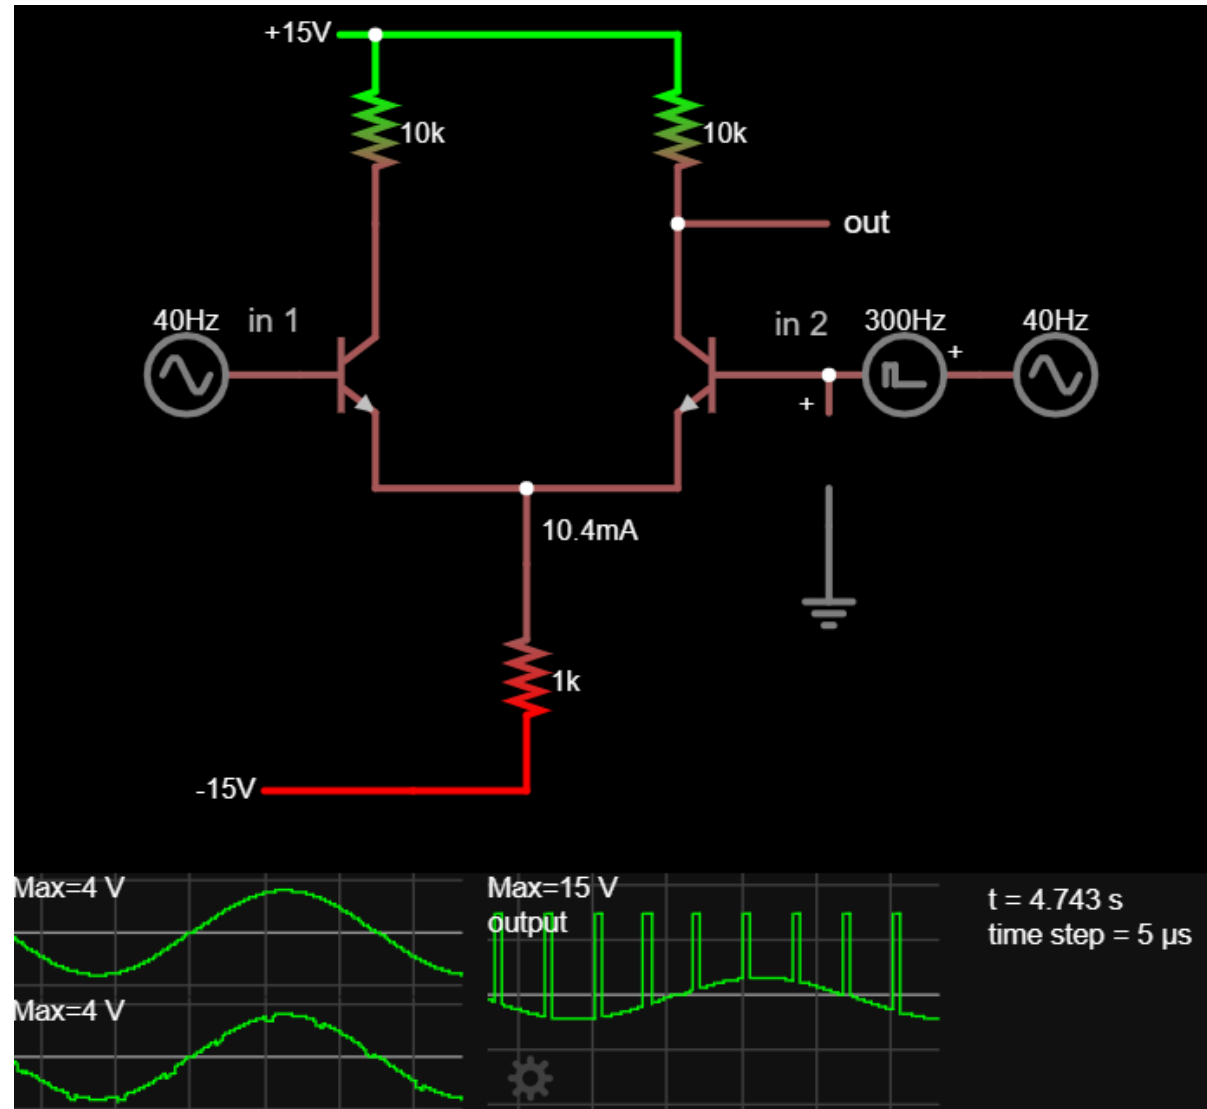 +15V
10k
10k
out
40Hz
in 1
in 2
300Hz
40Hz
+
+
10.4mA
1k
-15V
Max=4 V
Max=15 V
output
t = 4.743 s
time step = 5 μs
Max=4 V